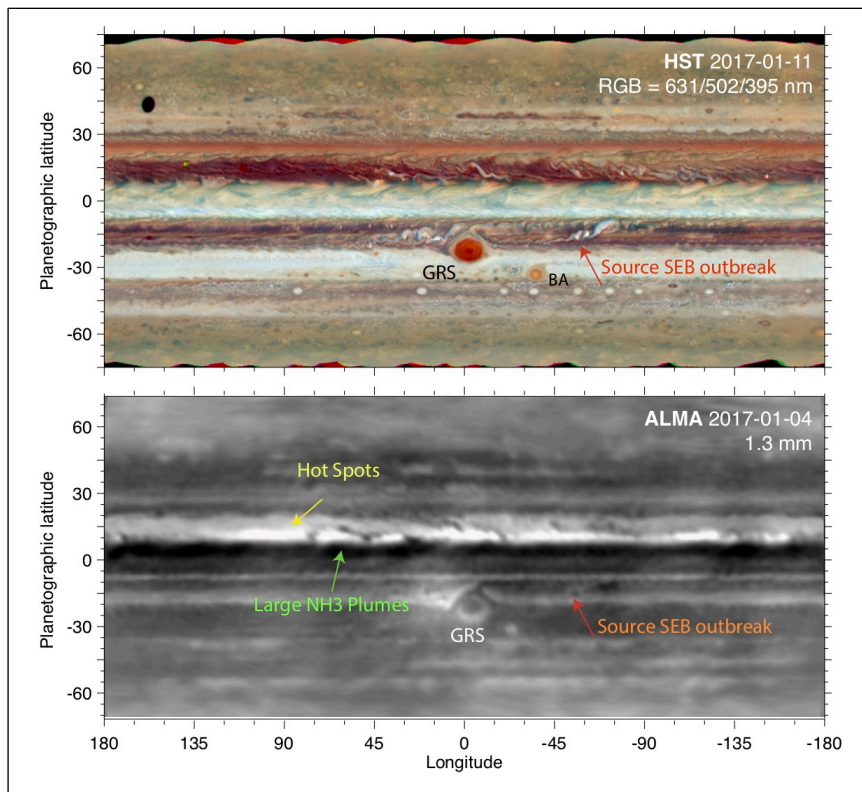 HST 2017-01-11
RGB = 631/502/395 nm
Planetographic latitude
60
30
0
-30
-60
GRS
BA
Source SEB outbreak
ALMA 2017-01-04
1.3 mm
Planetographic latitude
60
30
0
-30
-60
Hot Spots
Large NH3 Plumes
GRS
Source SEB outbreak
180 135 90 45 0 -45 -90 -135 -180
Longitude